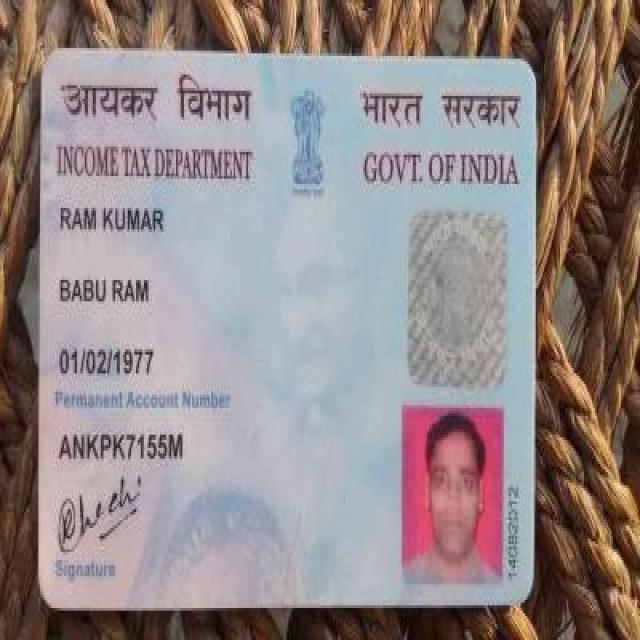 आयकर विभाग
भारत सरकार
INCOME TAX DEPARTMENT
GOVT. OF INDIA
RAM KUMAR
BABU RAM
01/02/1977
Permanent Account Number
ANKPK7155M
Signature
14082012